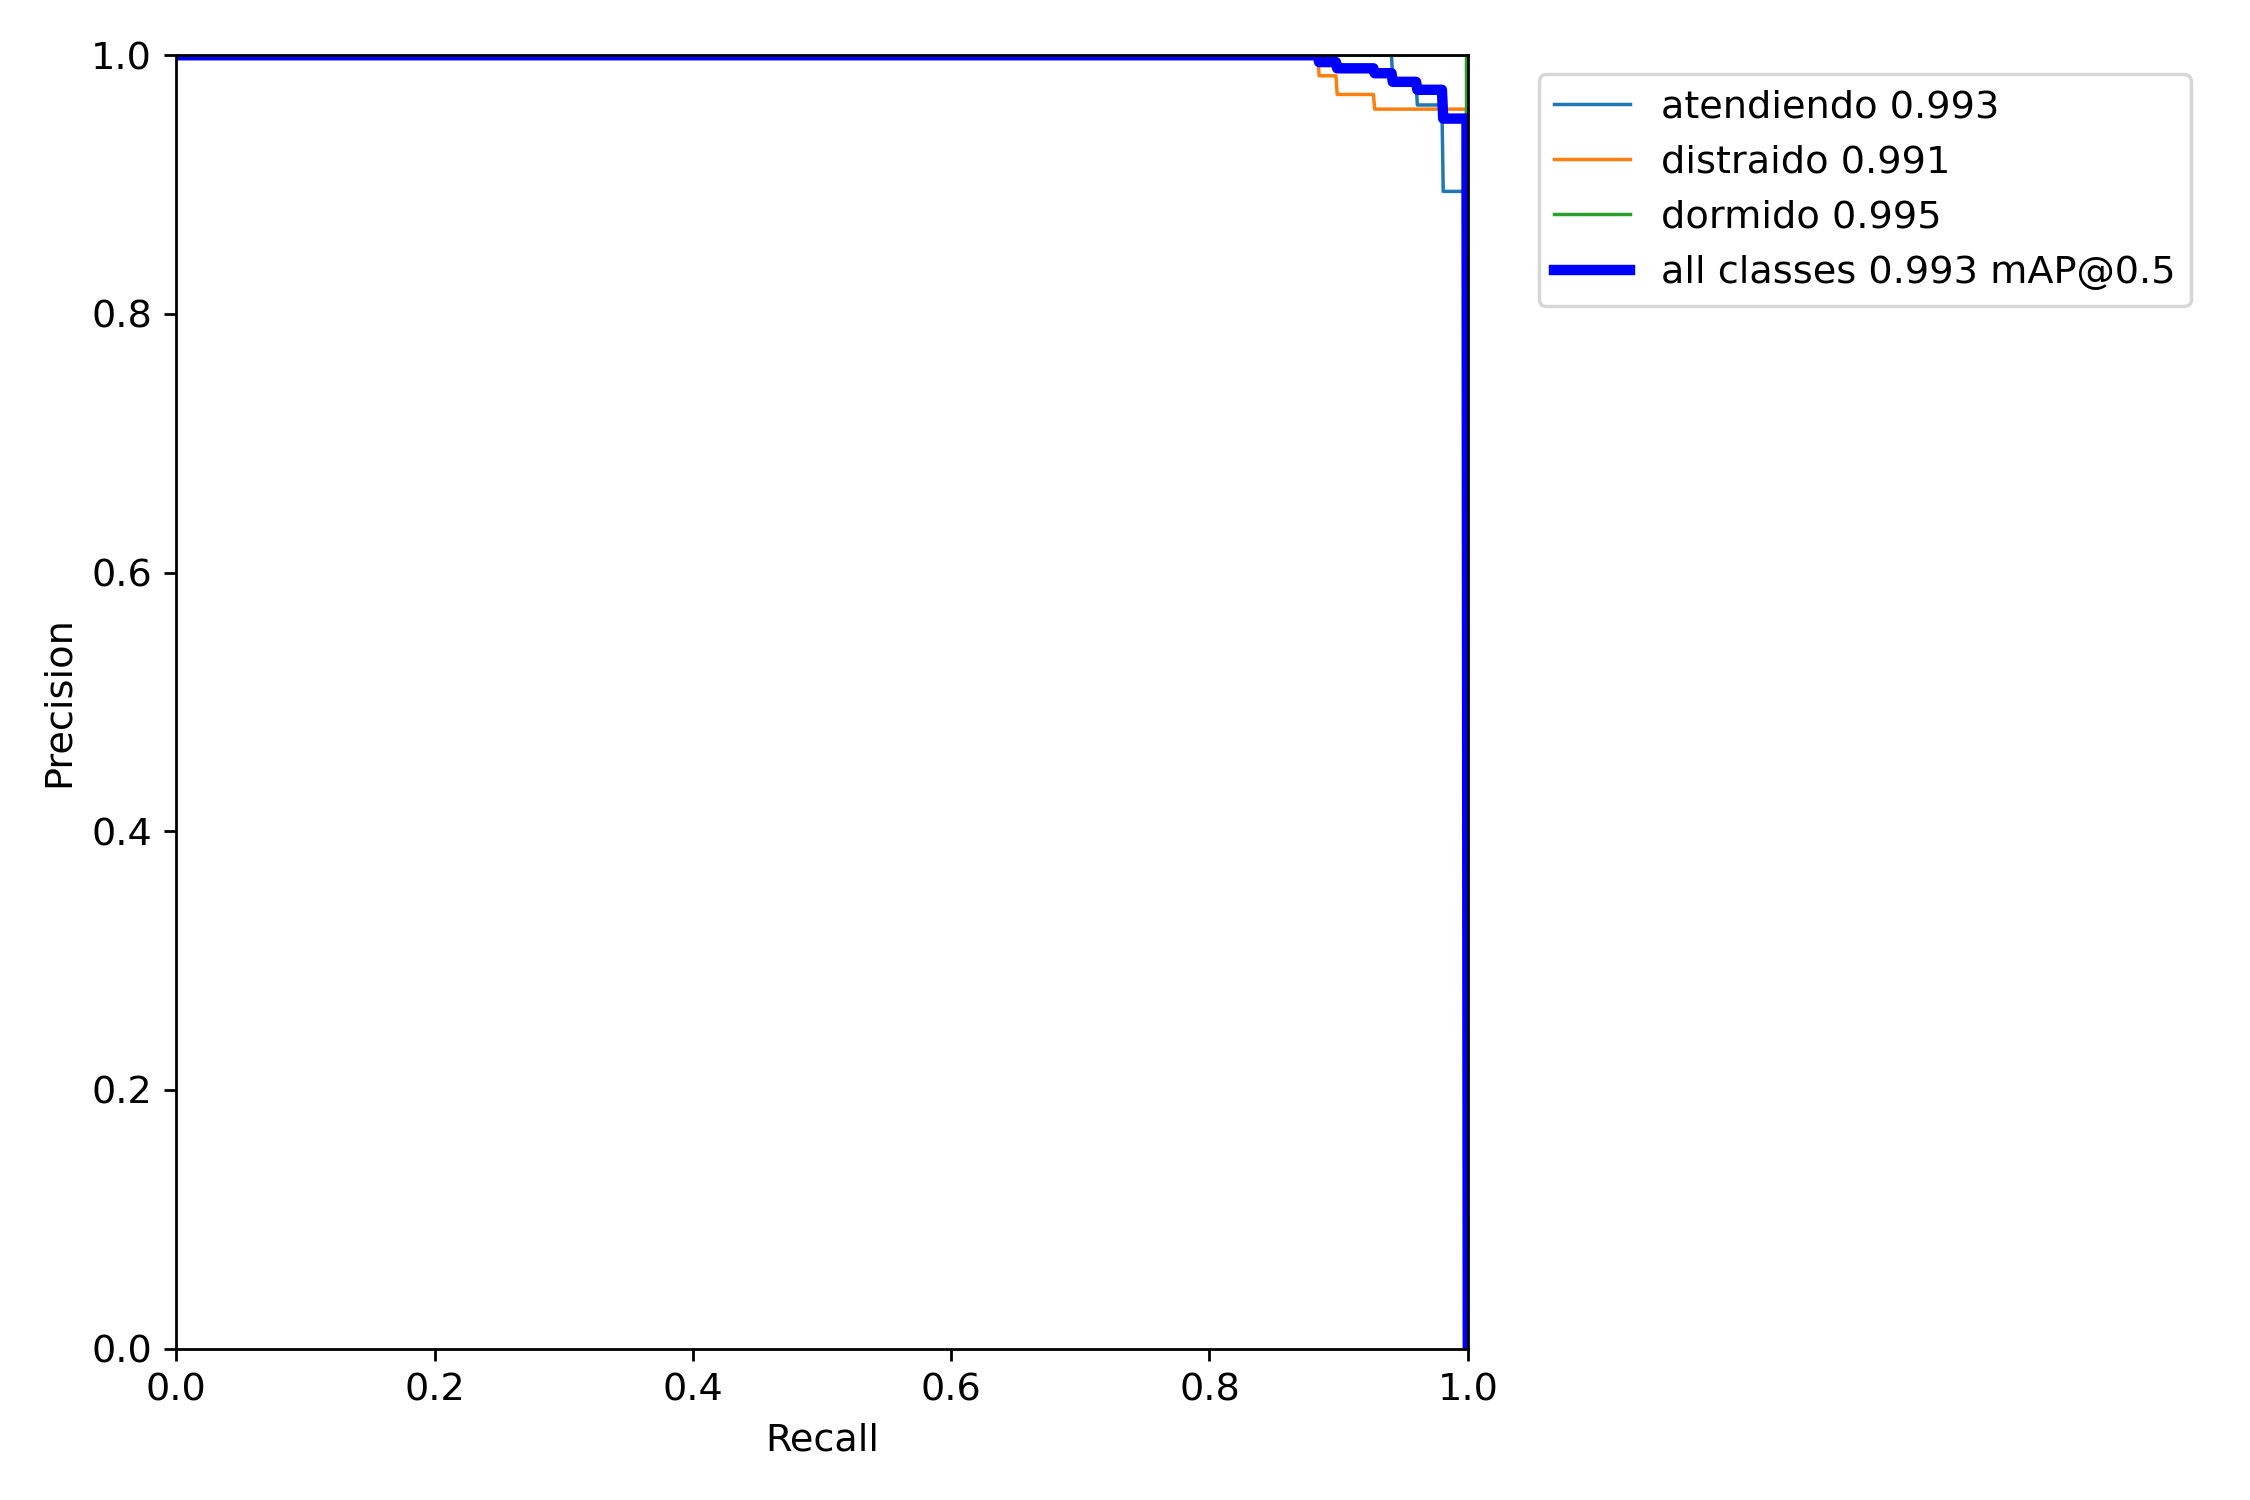 1.0
0.8
0.6
0.4
0.2
0.0
Precision
0.0 0.2 0.4 0.6 0.8 1.0
Recall
atendiendo 0.993
distraido 0.991
dormido 0.995
all classes 0.993 mAP@0.5